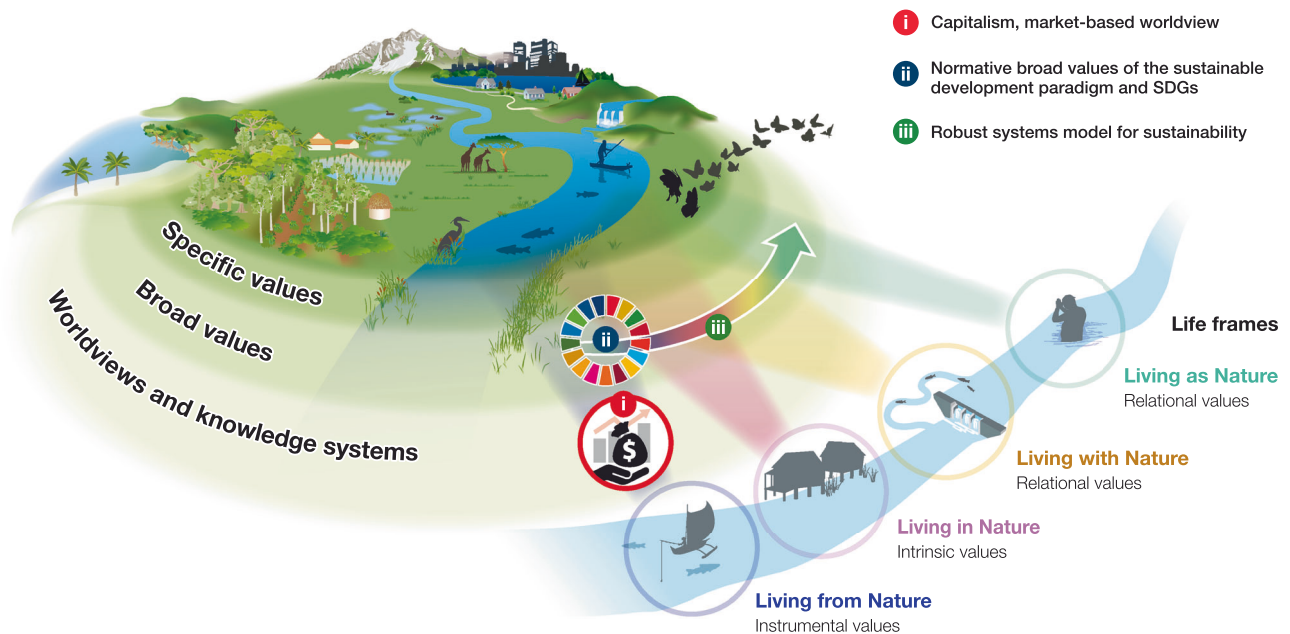 i Capitalism, market-based worldview
ii Normative broad values of the sustainable
development paradigm and SDGs
iii Robust systems model for sustainability
Specific values
Broad values
Worldviews and knowledge systems
ii
iii
i
$
Life frames
Living as Nature
Relational values
Living with Nature
Relational values
Living in Nature
Intrinsic values
Living from Nature
Instrumental values